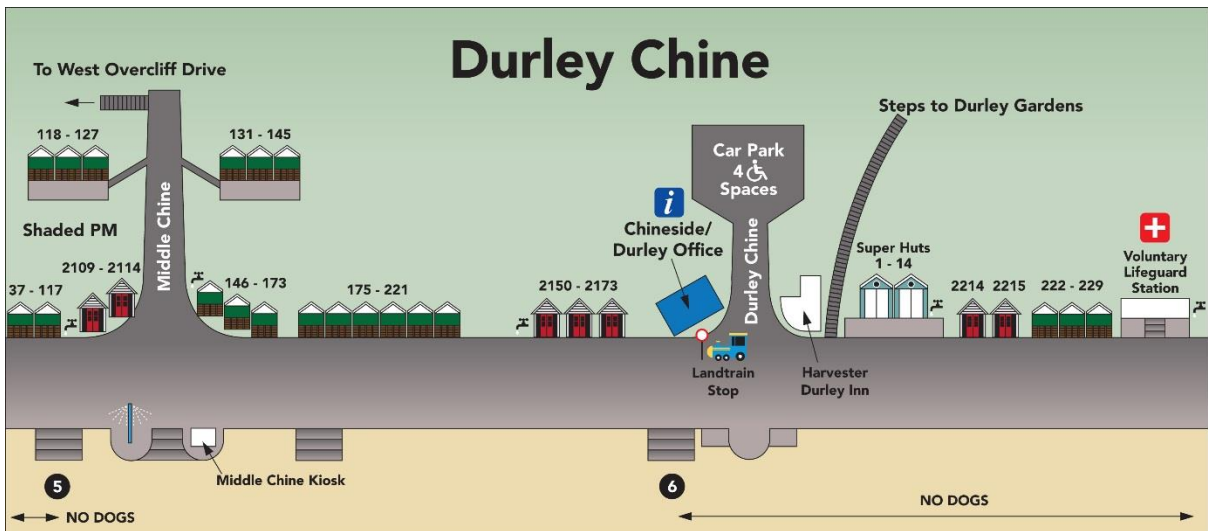 Durley Chine
To West Overcliff Drive
118 - 127
131 - 145
Middle Chine
Shaded PM
37 - 117
2109 - 2114
146 - 173
175 - 221
2150 - 2173
i
Chineside/
Durley Office
Car Park
4
Spaces
Durley Chine
Steps to Durley Gardens
Super Huts
1 - 14
2214
2215
222 - 229
Voluntary
Lifeguard
Station
Landtrain
Stop
Harvester
Durley Inn
Middle Chine Kiosk
5
NO DOGS
6
NO DOGS